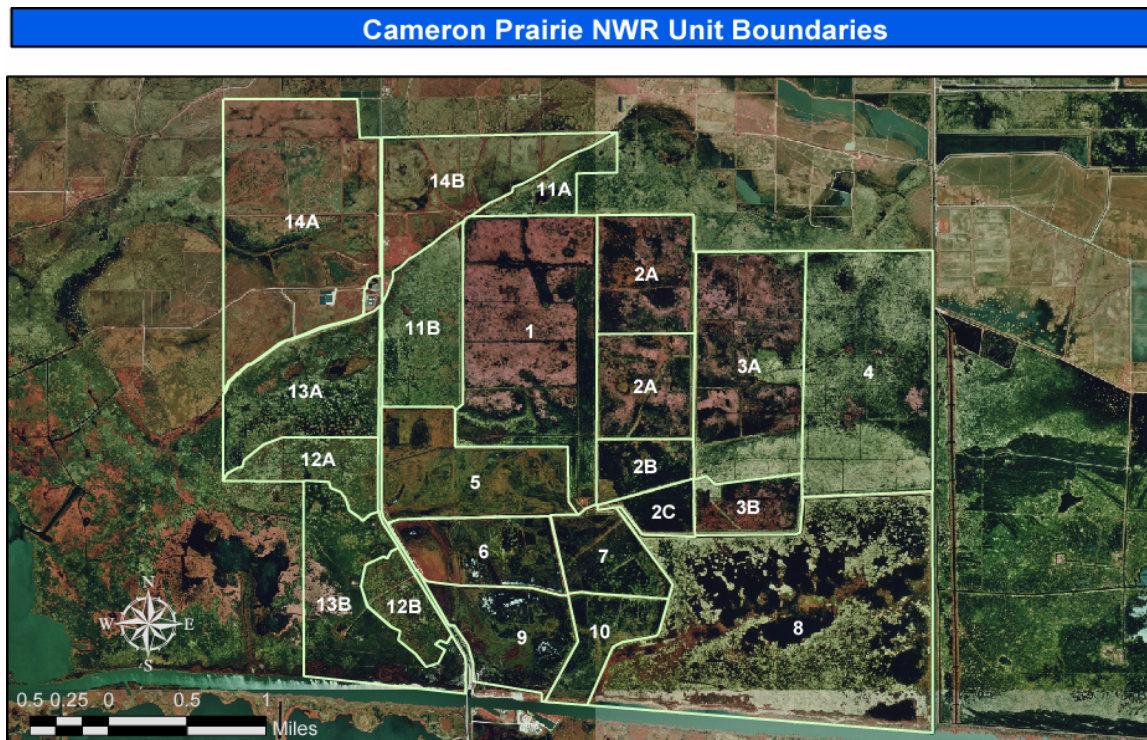 Cameron Prairie NWR Unit Boundaries
14B
11A
14A
2A
11B
1
3A
4
2A
13A
12A
2B
5
2C
3B
6
7
13B
12B
9
10
8
N
W E
S
0.5 0.25 0 0.5 1
Miles